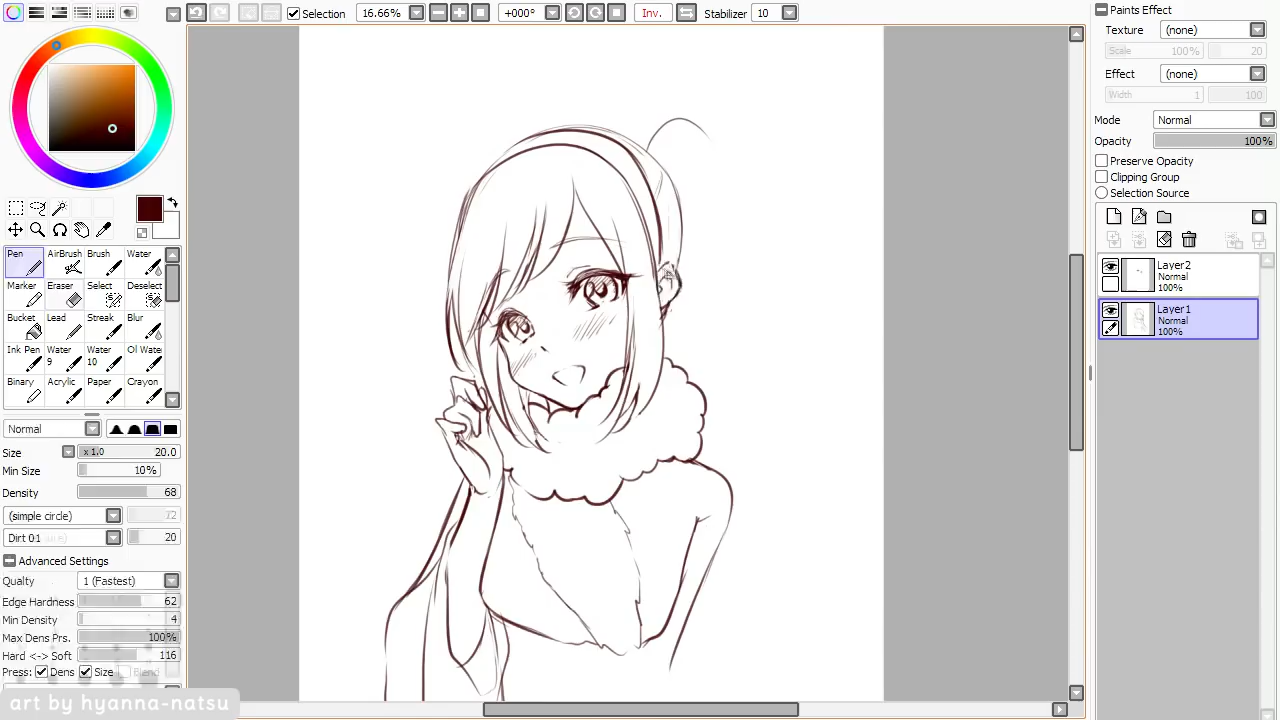 Selection 16.66% +000° Inv. Stabilizer 10
Pen AirBrush Brush Water
Marker Eraser Select Deselect
Bucket Lead Streak Blur
Ink Pen Water 9 Water 10 Oil Water
Binary Acrylic Paper Crayon
Normal
Size x 1.0 20.0
Min Size 10%
Density 68
(simple circle) 72
Dirt 01 20
Advanced Settings
Qualty 1 (Fastest)
Edge Hardness 62
Min Density 4
Max Dens Prs. 100%
Hard <-> Soft 116
Press: Dens Size Blend
art by hyanna-natsu
Paints Effect
Texture (none)
Scale 100% 20
Effect (none)
Width 1 100
Mode Normal
Opacity 100%
Preserve Opacity
Clipping Group
Selection Source
Layer2
Normal
100%
Layer1
Normal
100%